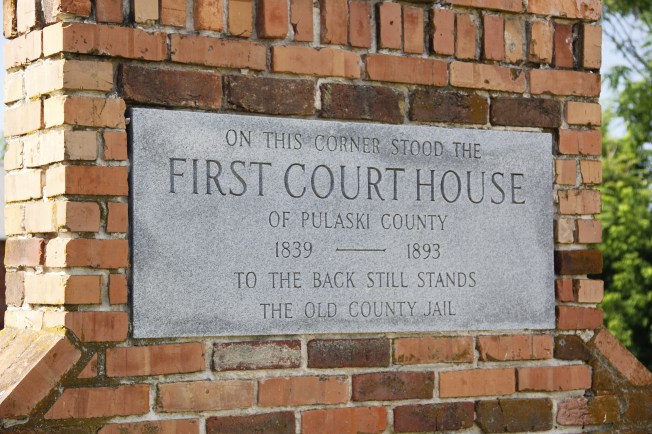 ON THIS CORNER STOOD THE
FIRST COURT HOUSE
OF PULASKI COUNTY
1839 —— 1893
TO THE BACK STILL STANDS
THE OLD COUNTY JAIL